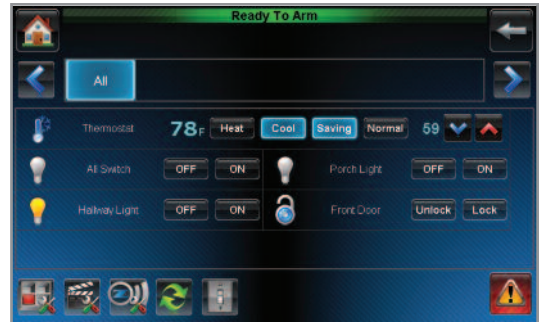 Ready To Arm
All
Thermostat 78F Heat Cool Saving Normal 59
All Switch OFF ON Porch Light OFF ON
Hallway Light OFF ON Front Door Unlock Lock